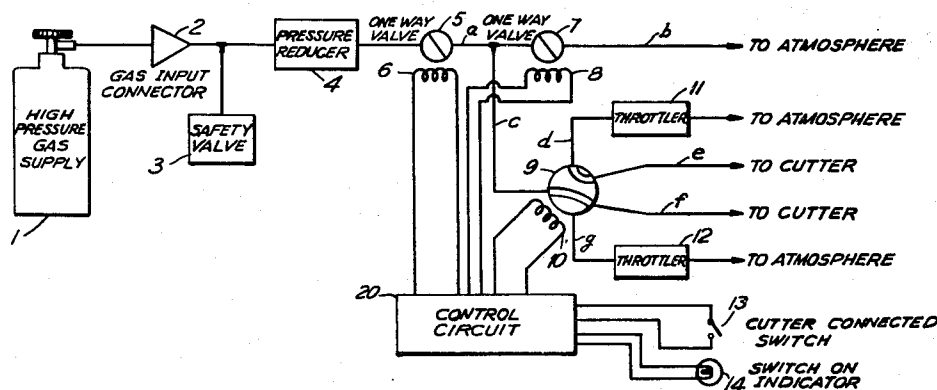 2
GAS INPUT
CONNECTOR
HIGH
PRESSURE
GAS
SUPPLY
1
SAFETY
VALVE
3
PRESSURE
REDUCER
4
ONE WAY
VALVE
5
a
6
ONE WAY
VALVE
7
8
b
TO ATMOSPHERE
c
d
11
THROTTLER
TO ATMOSPHERE
9
e
TO CUTTER
f
TO CUTTER
10
g
12
THROTTLER
TO ATMOSPHERE
20
CONTROL
CIRCUIT
13
CUTTER CONNECTED
SWITCH
14
SWITCH ON
INDICATOR